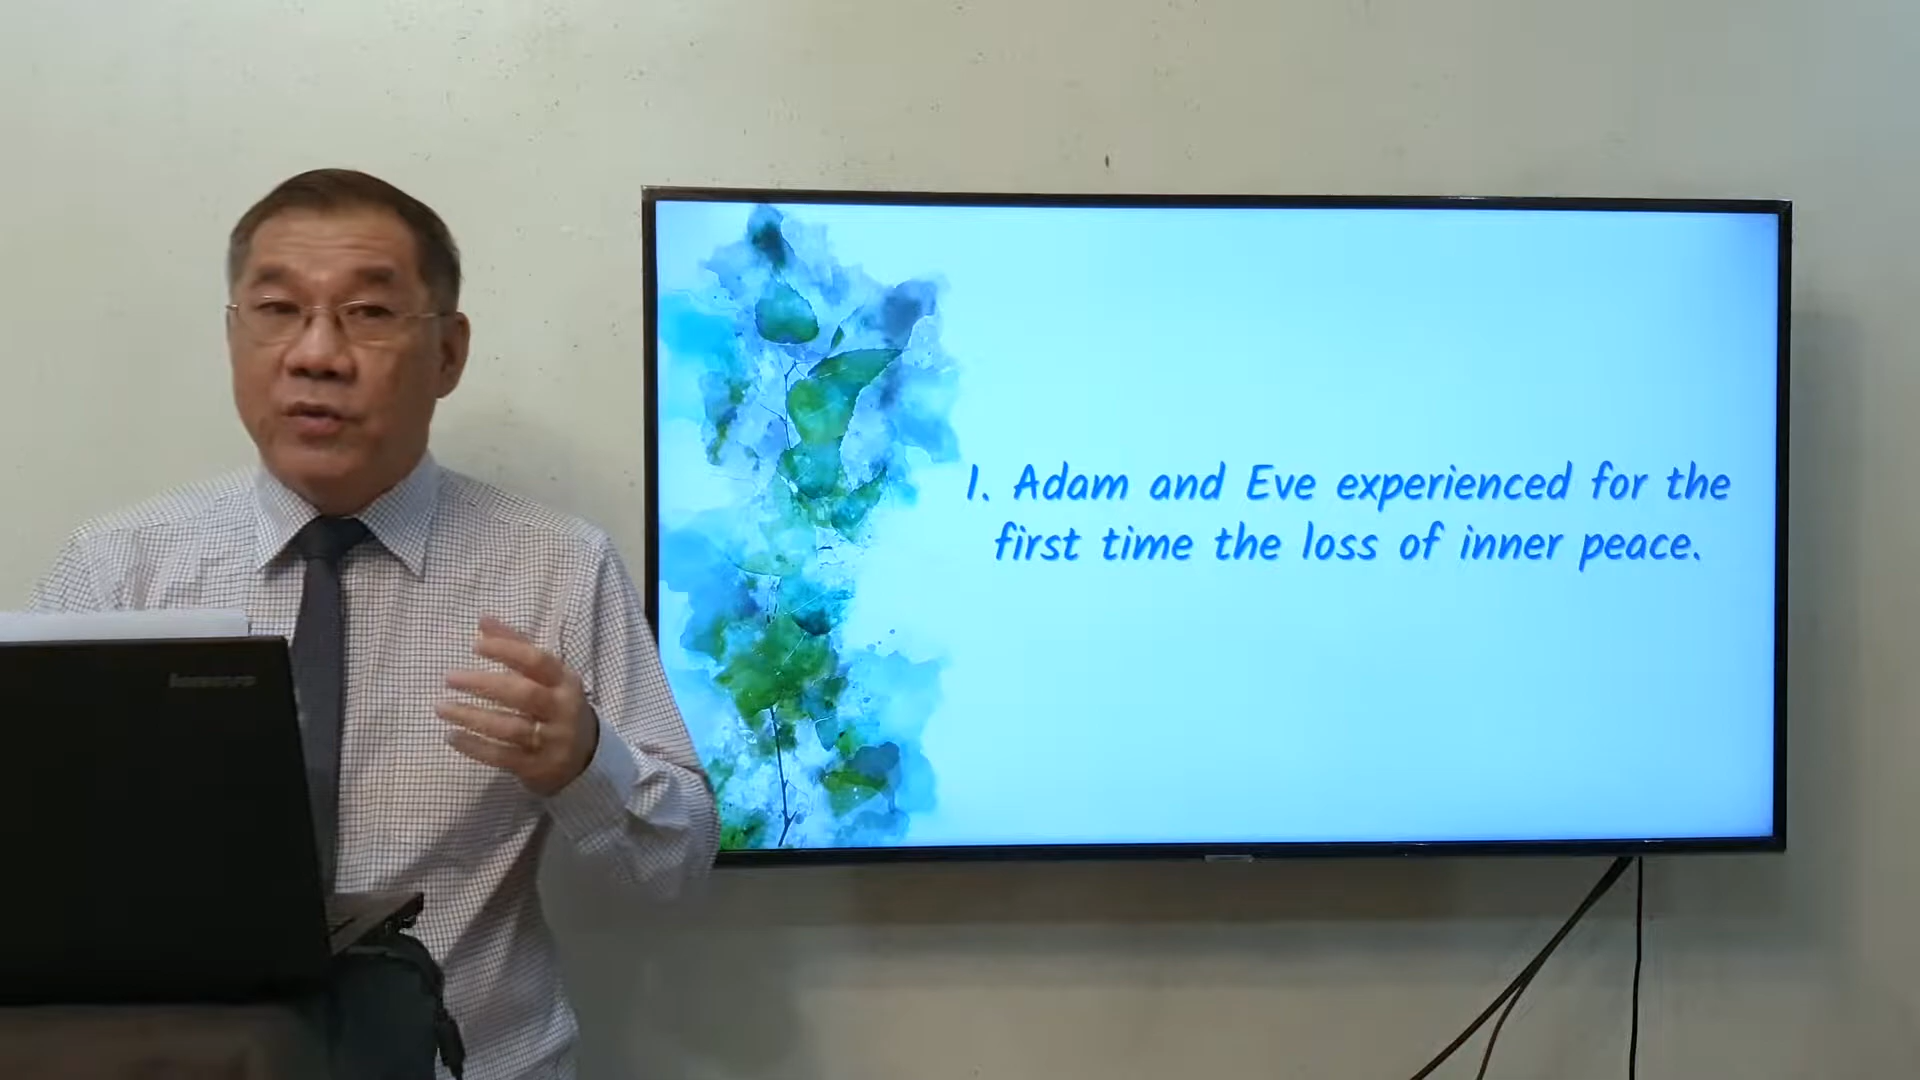 1. Adam and Eve experienced for the
first time the loss of inner peace.
lenovo